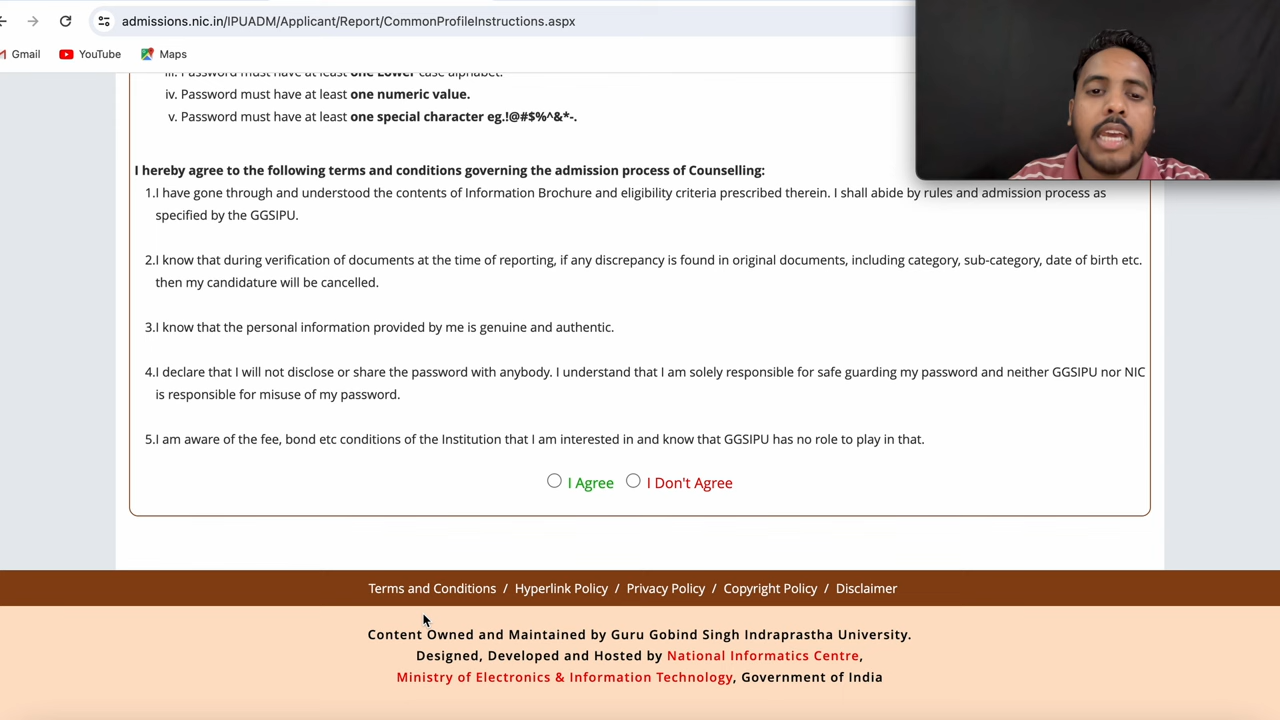 admissions.nic.in/IPUADM/Applicant/Report/CommonProfileInstructions.aspx
Gmail YouTube Maps
iii. Password must have at least one Lower case alphabet.
iv. Password must have at least one numeric value.
v. Password must have at least one special character eg.!@#$%^&*-.
I hereby agree to the following terms and conditions governing the admission process of Counselling:
1.I have gone through and understood the contents of Information Brochure and eligibility criteria prescribed therein. I shall abide by rules and admission process as
specified by the GGSIPU.
2.I know that during verification of documents at the time of reporting, if any discrepancy is found in original documents, including category, sub-category, date of birth etc.
then my candidature will be cancelled.
3.I know that the personal information provided by me is genuine and authentic.
4.I declare that I will not disclose or share the password with anybody. I understand that I am solely responsible for safe guarding my password and neither GGSIPU nor NIC
is responsible for misuse of my password.
5.I am aware of the fee, bond etc conditions of the Institution that I am interested in and know that GGSIPU has no role to play in that.
I Agree I Don't Agree
Terms and Conditions / Hyperlink Policy / Privacy Policy / Copyright Policy / Disclaimer
Content Owned and Maintained by Guru Gobind Singh Indraprastha University.
Designed, Developed and Hosted by National Informatics Centre,
Ministry of Electronics & Information Technology, Government of India